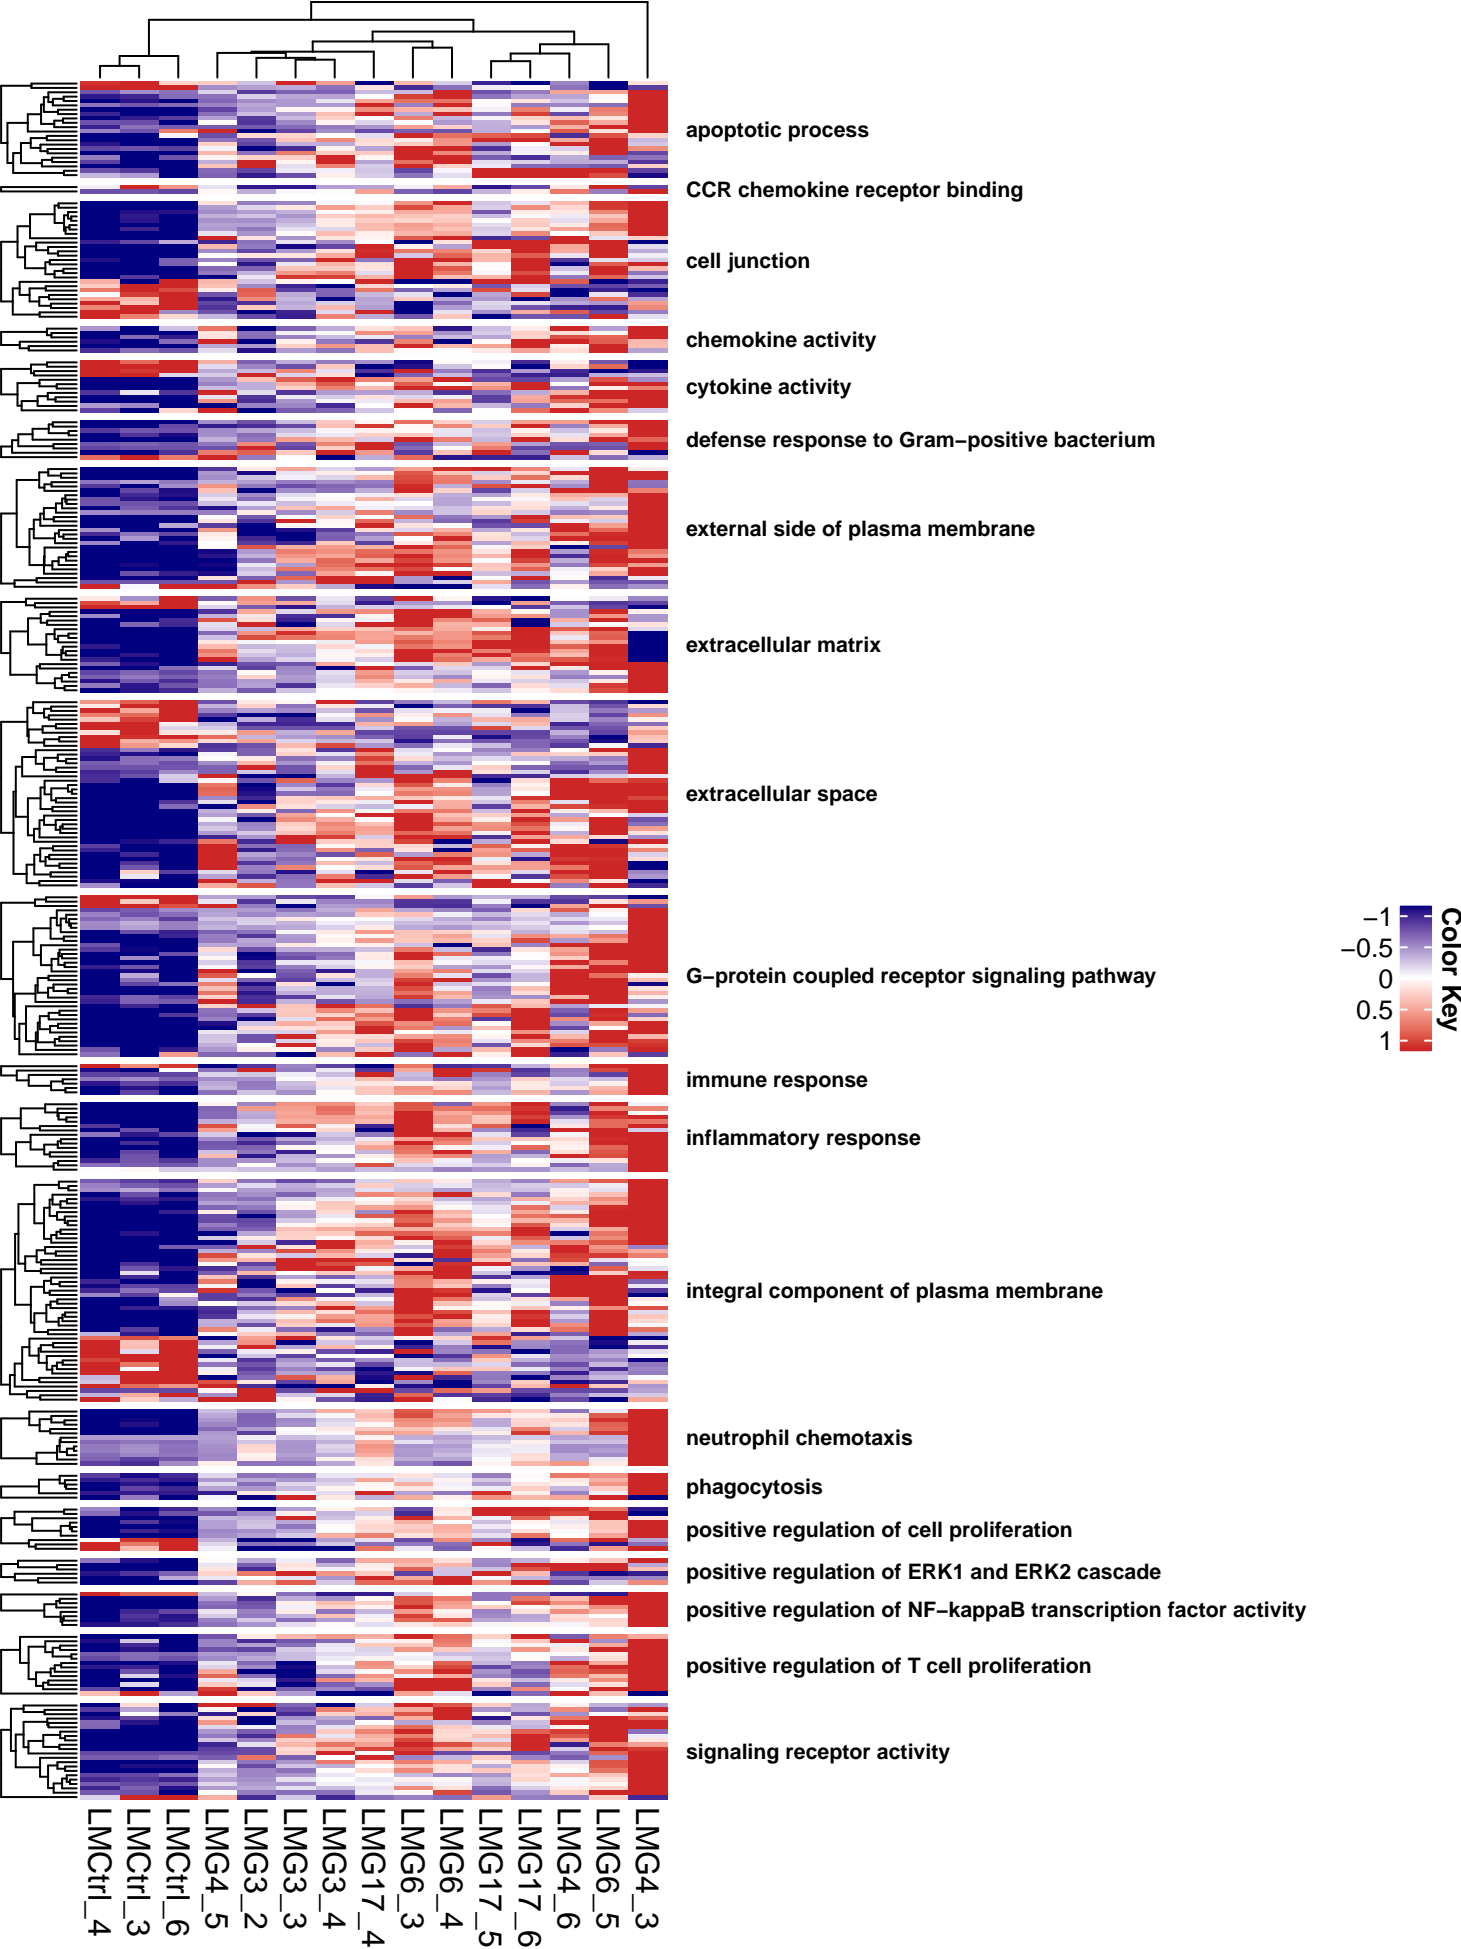 apoptotic process
CCR chemokine receptor binding
cell junction
chemokine activity
cytokine activity
defense response to Gram−positive bacterium
external side of plasma membrane
extracellular matrix
extracellular space
G−protein coupled receptor signaling pathway
immune response
inflammatory response
integral component of plasma membrane
neutrophil chemotaxis
phagocytosis
positive regulation of cell proliferation
positive regulation of ERK1 and ERK2 cascade
positive regulation of NF−kappaB transcription factor activity
positive regulation of T cell proliferation
signaling receptor activity
Color Key
−1
−0.5
0
0.5
1
LMCtrl_4
LMCtrl_3
LMCtrl_6
LMG4_5
LMG3_2
LMG3_3
LMG3_4
LMG17_4
LMG6_3
LMG6_4
LMG17_5
LMG17_6
LMG4_6
LMG6_5
LMG4_3